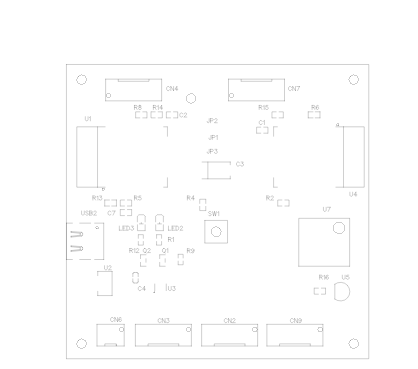 CN4 CN7
R8 R14 C2 R15 R6
U1 JP2 C1 A
JP1
JP3 C3
B U4
R13 R5 R4 R2
USB2 C7 SW1 U7
LED3 LED2
R1
R12 Q2 Q1 R9
U2
R16 U5
C4 U3
CN6 CN3 CN2 CN9